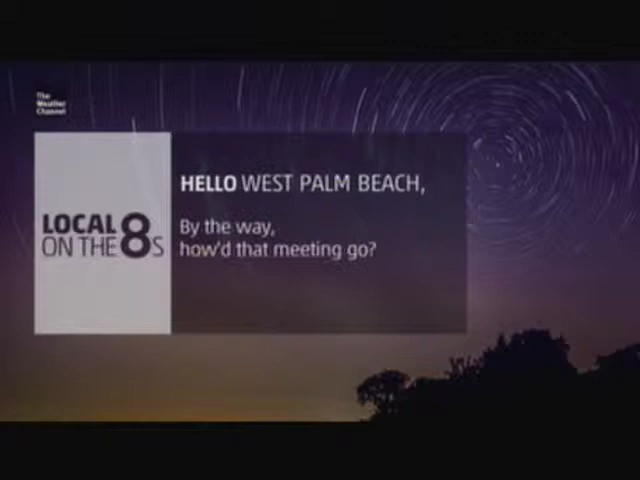 The
Weather
Channel
HELLO WEST PALM BEACH,
LOCAL
ON THE 8s
By the way,
how'd that meeting go?